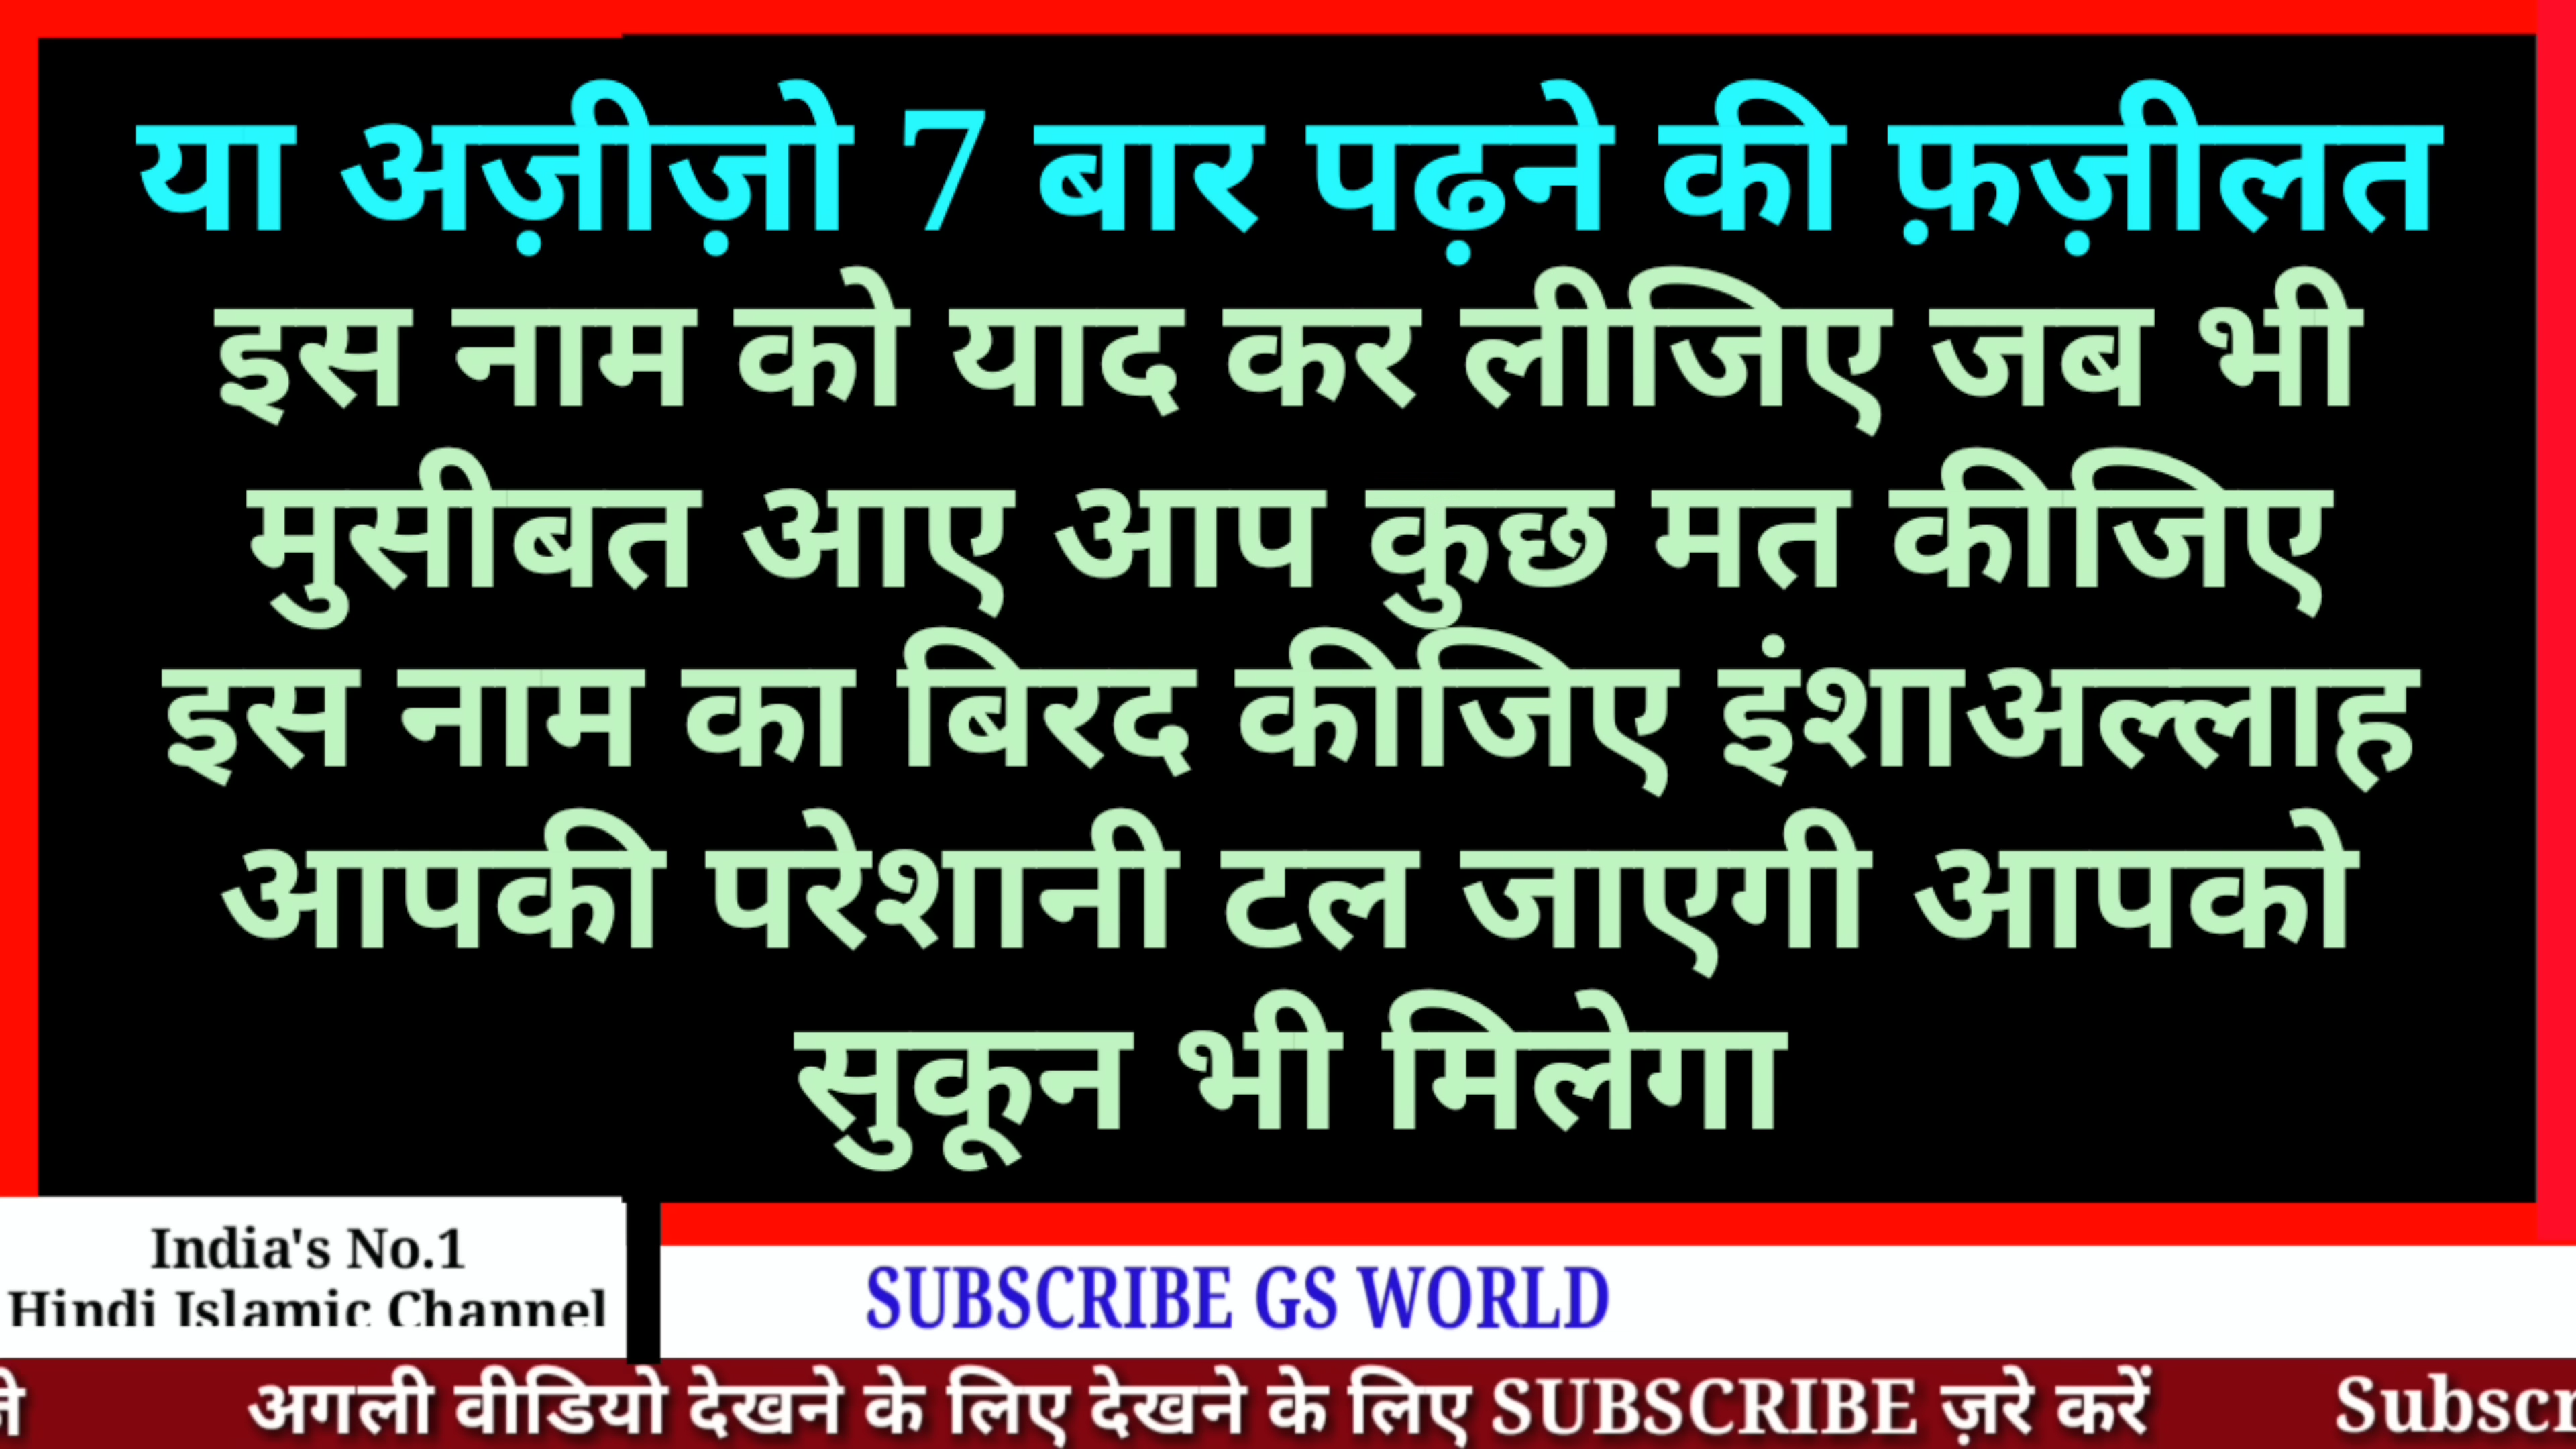 या अज़ीज़ो 7 बार पढ़ने की फ़ज़ीलत
इस नाम को याद कर लीजिए जब भी
मुसीबत आए आप कुछ मत कीजिए
इस नाम का बिरद कीजिए इंशाअल्लाह
आपकी परेशानी टल जाएगी आपको
सुकून भी मिलेगा
India's No.1
Hindi Islamic Channel
SUBSCRIBE GS WORLD
अगली वीडियो देखने के लिए देखने के लिए SUBSCRIBE ज़रे करें